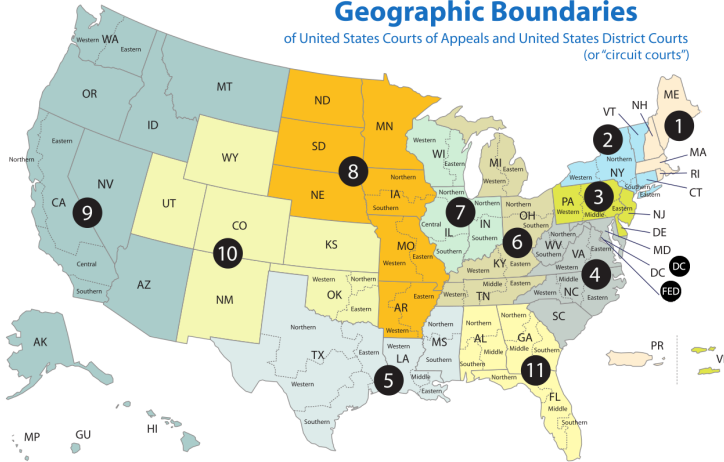 Geographic Boundaries
of United States Courts of Appeals and United States District Courts
(or “circuit courts”)
Western
WA
Eastern
OR
ID
MT
WY
Northern
Eastern
CA
NV
9
Central
Southern
UT
AZ
CO
10
NM
KS
ND
SD
NE
8
MN
Northern
IA
Southern
MO
Western
Eastern
AR
Eastern
Western
OK
Northern
Western
Eastern
TX
Northern
Eastern
Western
Southern
LA
Western
Middle
Eastern
5
MS
Northern
Southern
WI
Western
Eastern
IL
Northern
Central
Southern
7
IN
Northern
Southern
MI
Western
Eastern
OH
Northern
Southern
6
KY
Western
Eastern
TN
Western
Middle
Eastern
AL
Northern
Middle
Southern
GA
Northern
Middle
Southern
11
FL
Northern
Middle
Southern
SC
NC
Western
Middle
Eastern
4
VA
Western
Eastern
WV
Northern
Southern
PA
Western
Middle
Eastern
3
NY
Western
Northern
Southern
Eastern
2
VT
NH
ME
1
MA
RI
CT
NJ
DE
MD
DC
DC
FED
PR
V
AK
HI
GU
MP